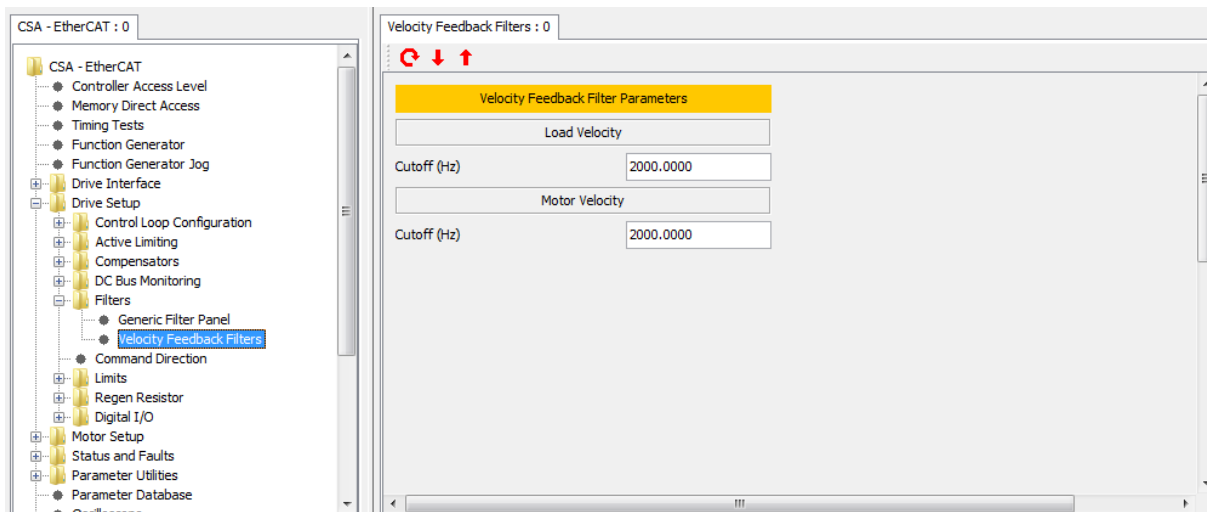 CSA - EtherCAT : 0
CSA - EtherCAT
Controller Access Level
Memory Direct Access
Timing Tests
Function Generator
Function Generator Jog
Drive Interface
Drive Setup
Control Loop Configuration
Active Limiting
Compensators
DC Bus Monitoring
Filters
Generic Filter Panel
Velocity Feedback Filters
Command Direction
Limits
Regen Resistor
Digital I/O
Motor Setup
Status and Faults
Parameter Utilities
Parameter Database
Velocity Feedback Filters : 0
Velocity Feedback Filter Parameters
Load Velocity
Cutoff (Hz) 2000.0000
Motor Velocity
Cutoff (Hz) 2000.0000